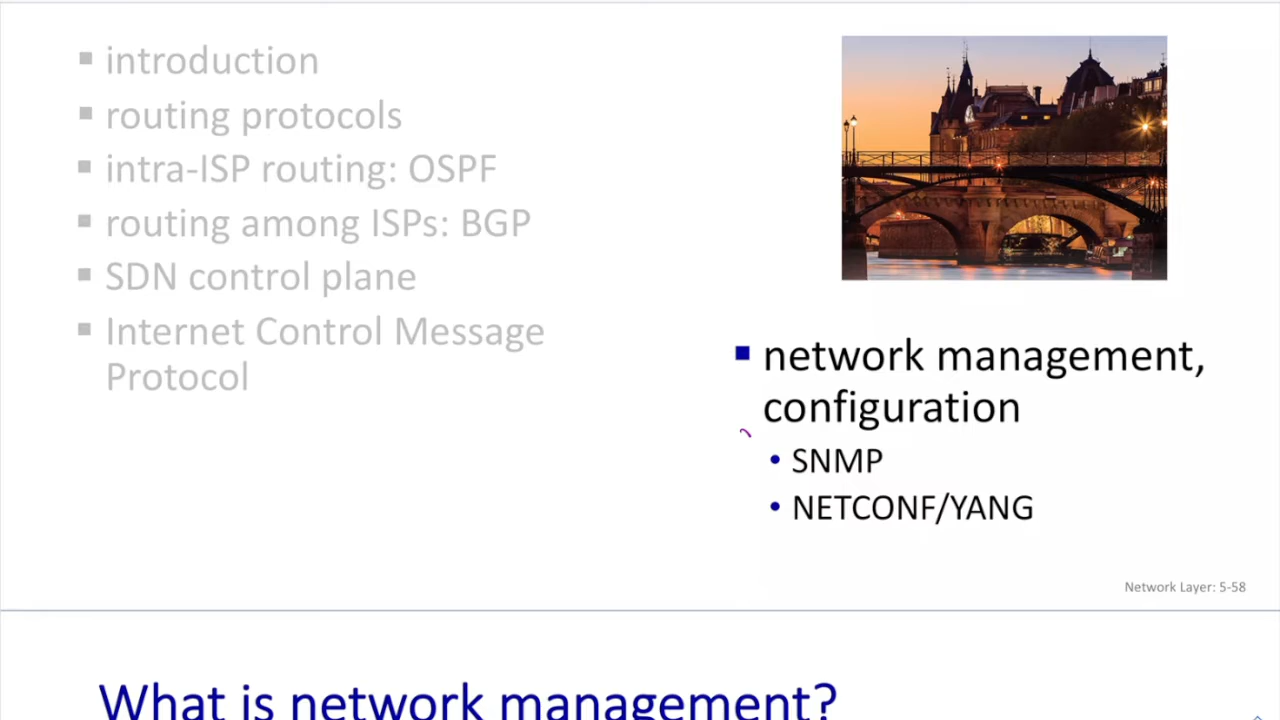 introduction
routing protocols
intra-ISP routing: OSPF
routing among ISPs: BGP
SDN control plane
Internet Control Message
Protocol
network management,
configuration
SNMP
NETCONF/YANG
Network Layer: 5-58
What is network management?